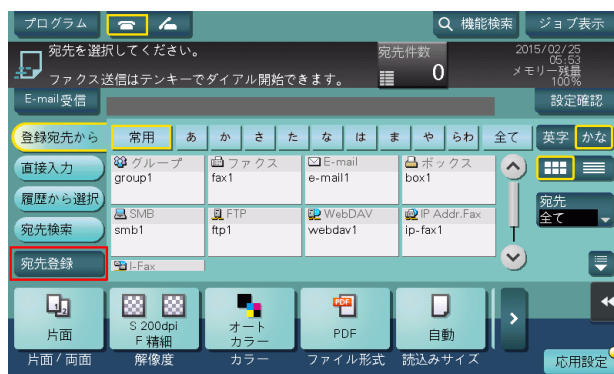 プログラム
機能検索
ジョブ表示
宛先を選択してください。
ファクス送信はテンキーでダイアル開始できます。
宛先件数
0
2015/02/25
05:53
メモリー残量
100%
E-mail受信
設定確認
登録宛先から
常用 あ か さ た な は ま や らわ 全て
英字 かな
直接入力
グループ
group1
ファクス
fax1
E-mail
e-mail1
ボックス
box1
履歴から選択
宛先
全て
宛先検索
SMB
smb1
FTP
ftp1
WebDAV
webdav1
IP Addr.Fax
ip-fax1
宛先登録
I-Fax
片面
S 200dpi
F 精細
オート
カラー
PDF
PDF
自動
片面 / 両面
解像度
カラー
ファイル形式
読込みサイズ
応用設定